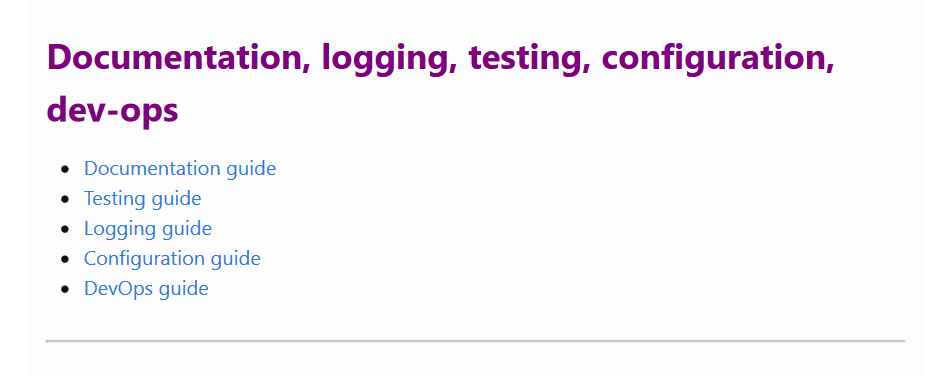 Documentation, logging, testing, configuration,
dev-ops
Documentation guide
Testing guide
Logging guide
Configuration guide
DevOps guide